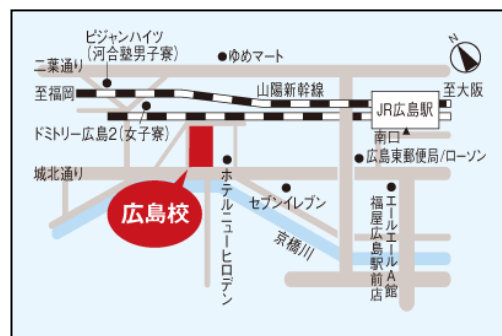 ピジャンハイツ
(河合塾男子寮)
ゆめマート
N
二葉通り
至福岡
山陽新幹線
至大阪
JR広島駅
ドミトリー広島2(女子寮)
南口
広島東郵便局/ローソン
城北通り
広島校
ホテルニューヒロデン
セブンイレブン
京橋川
エールエールA館
福屋広島駅前店